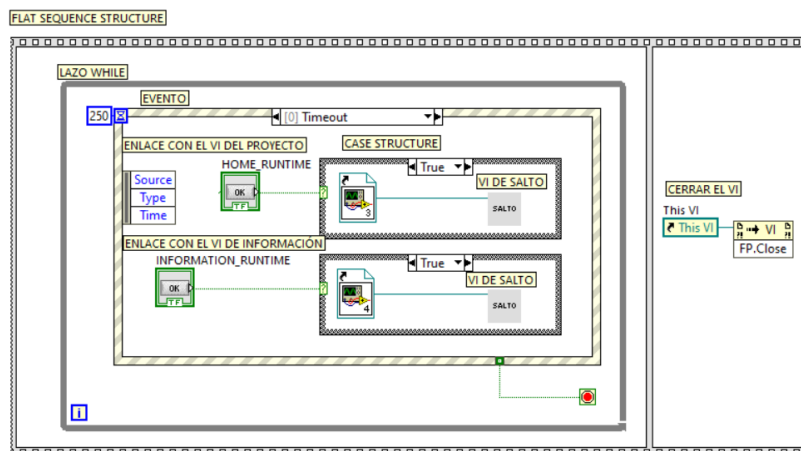 FLAT SEQUENCE STRUCTURE
LAZO WHILE
EVENTO
250
[0] Timeout
ENLACE CON EL VI DEL PROYECTO
CASE STRUCTURE
HOME_RUNTIME
True
Source
Type
Time
OK
TF
?
VI DE SALTO
3
SALTO
ENLACE CON EL VI DE INFORMACIÓN
INFORMATION_RUNTIME
True
OK
TF
?
VI DE SALTO
4
SALTO
i
CERRAR EL VI
This VI
This VI
VI
FP.Close